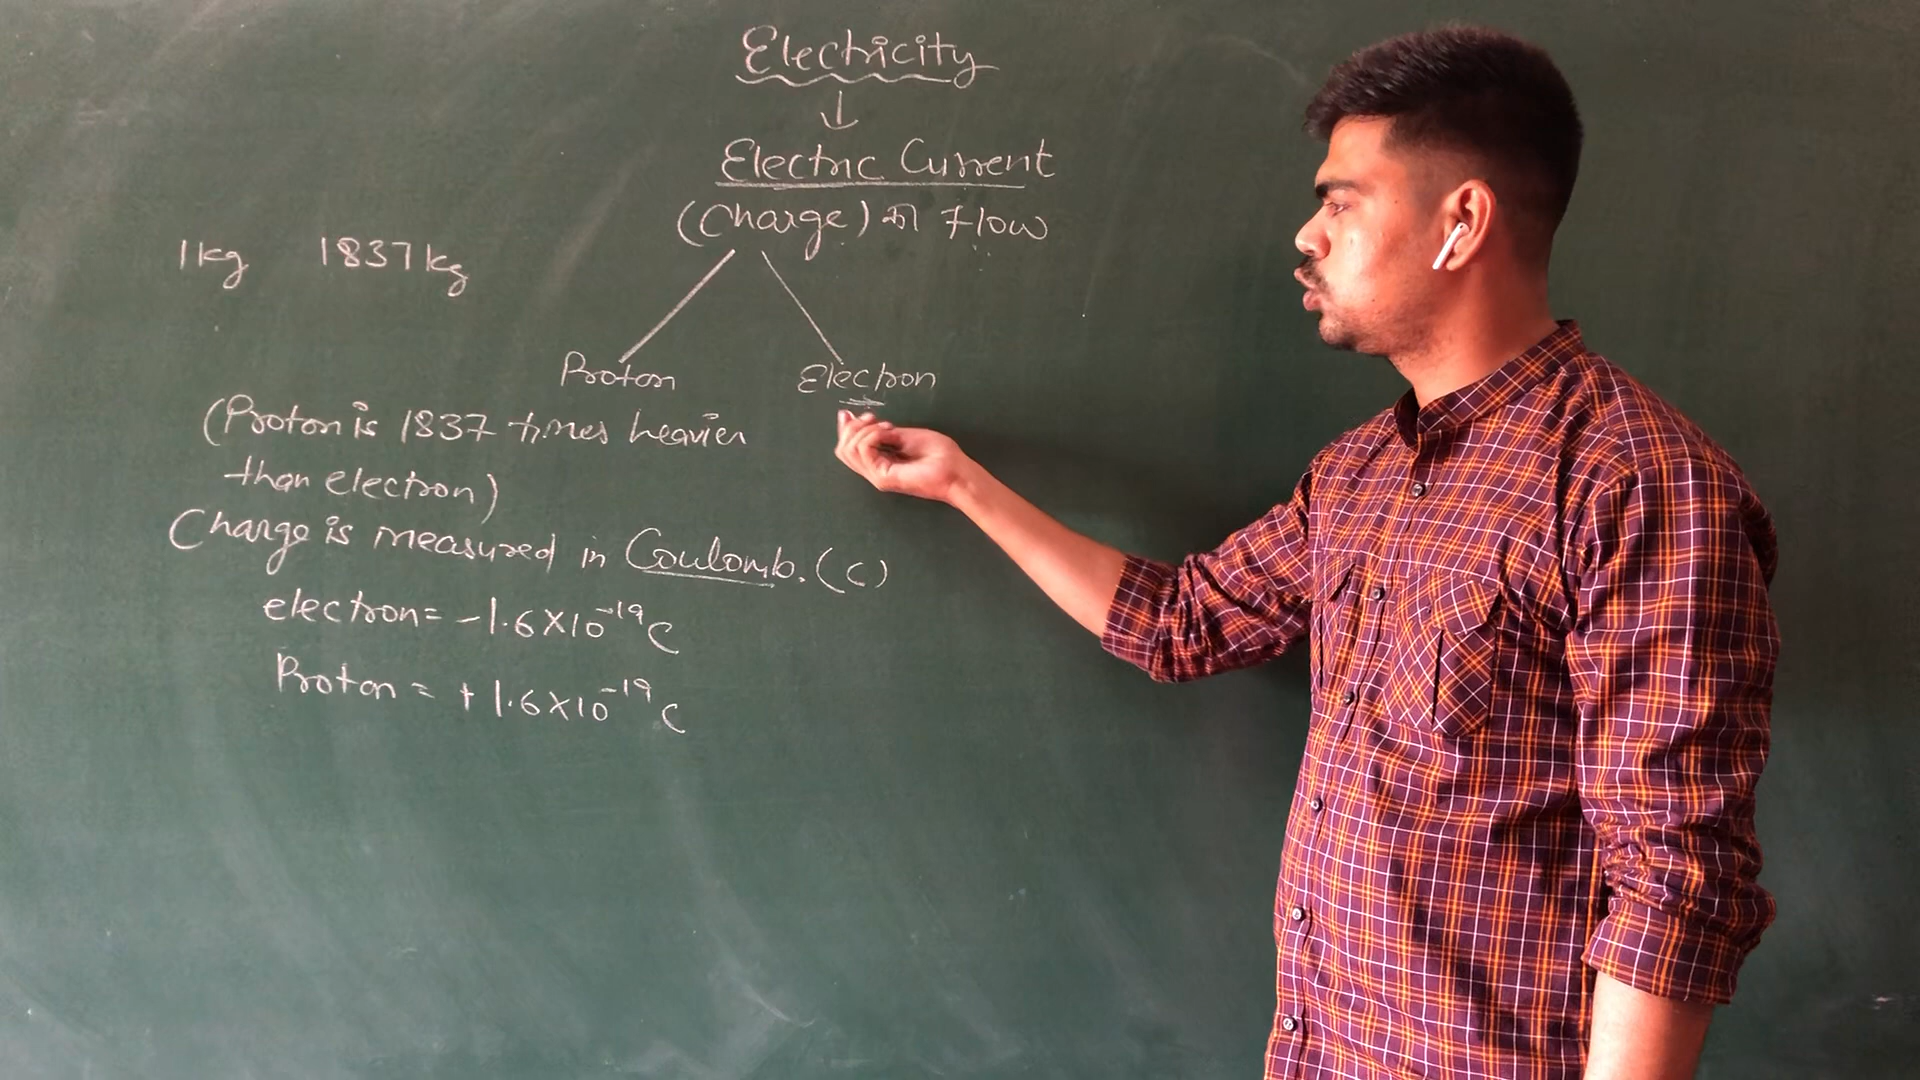 Electricity
↓
Electric Current
(Charge) का Flow
1kg 1837kg
Proton Electron
(Proton is 1837 times heavier
than electron)
Charge is measured in Coulomb. (C)
electron = -1.6×10⁻¹⁹C
Proton = +1.6×10⁻¹⁹C